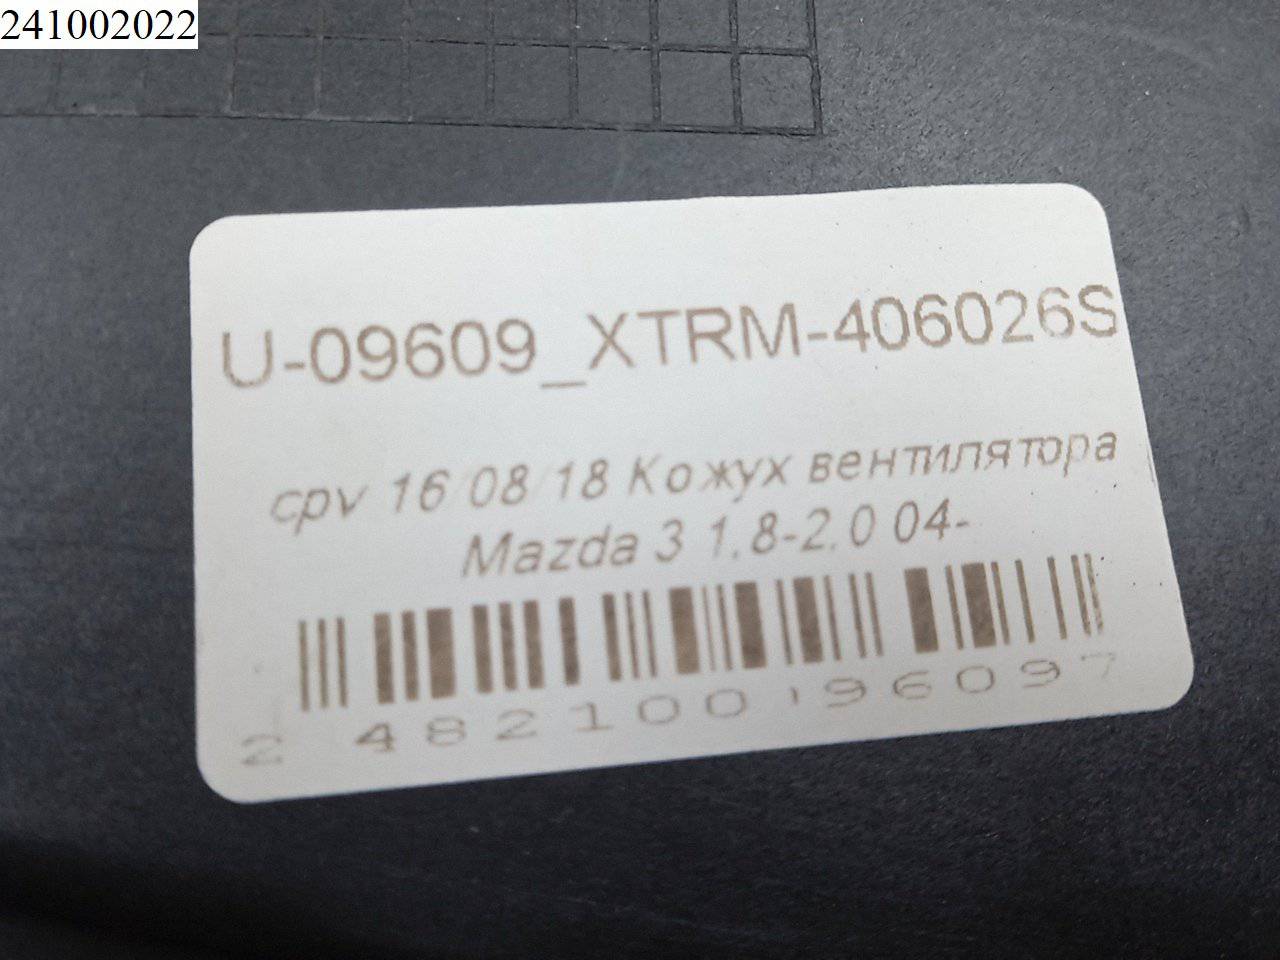 241002022
U-09609_XTRM-406026S
cpv 16/08/18 Кожух вентилятора
Mazda 3 1.8-2.0 04-
2 482100 196097